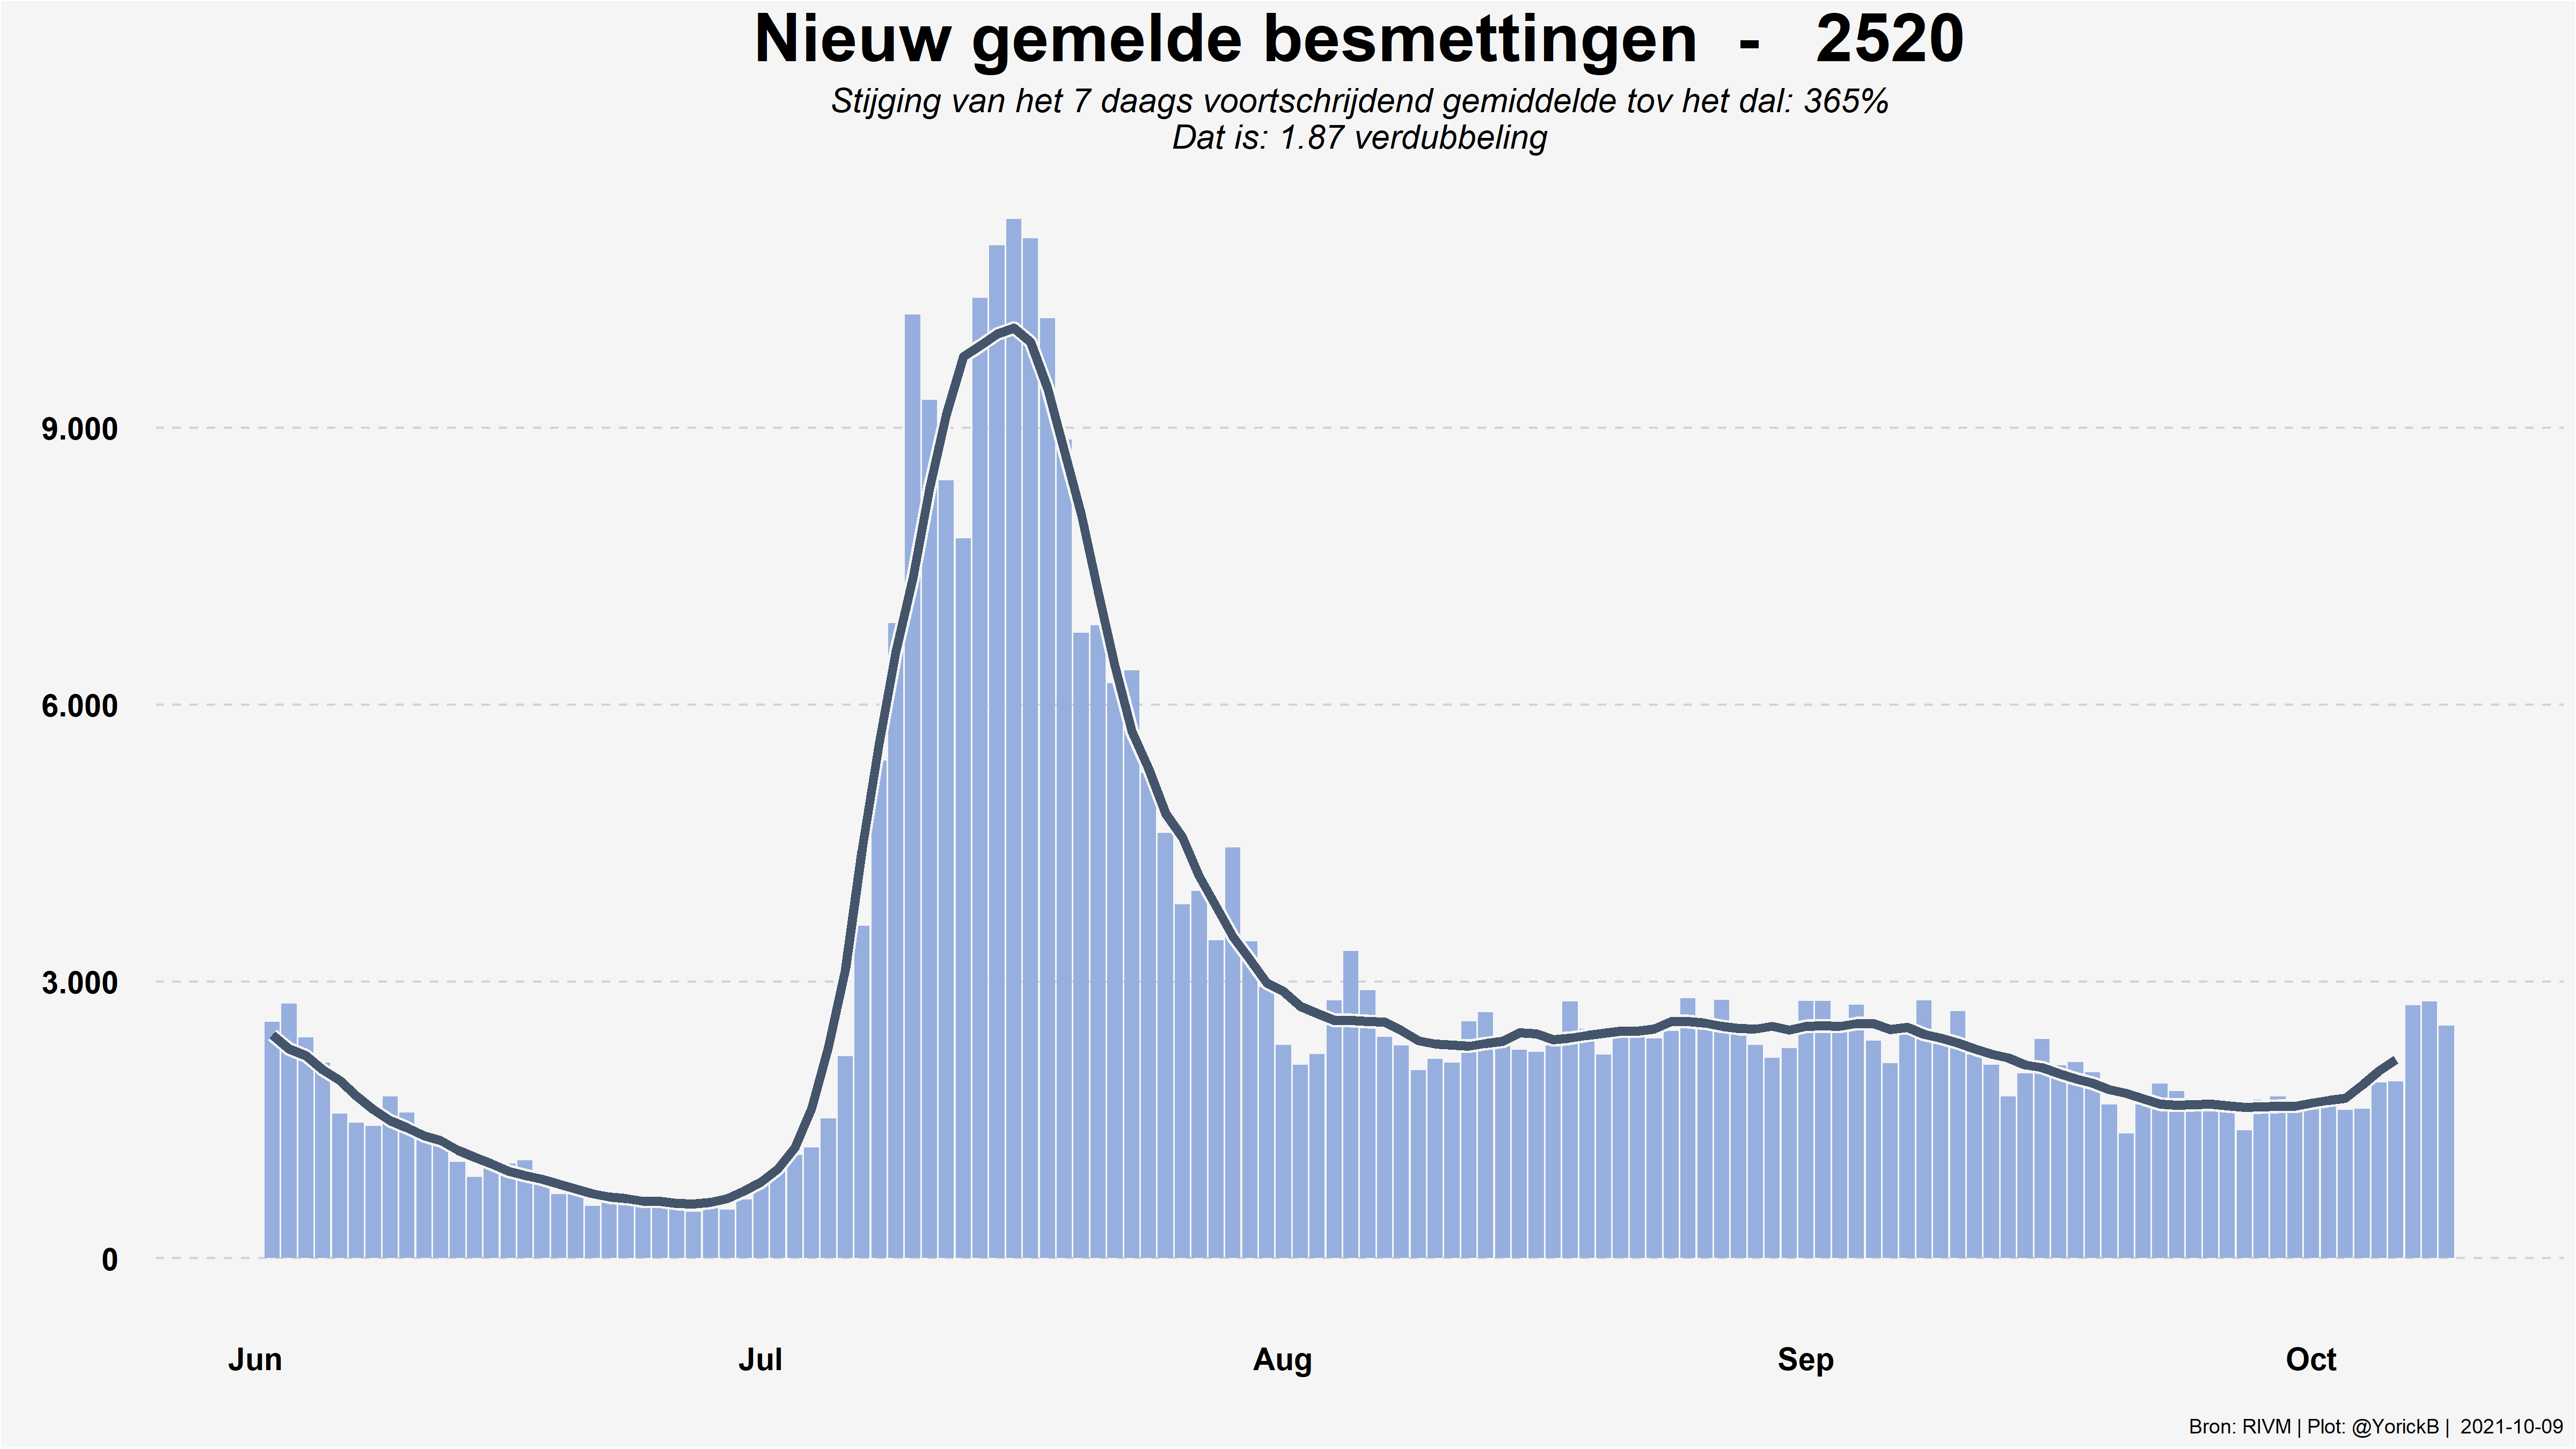 Nieuw gemelde besmettingen - 2520
Stijging van het 7 daags voortschrijdend gemiddelde tov het dal: 365%
Dat is: 1.87 verdubbeling
9.000
6.000
3.000
0
Jun Jul Aug Sep Oct
Bron: RIVM | Plot: @YorickB | 2021-10-09